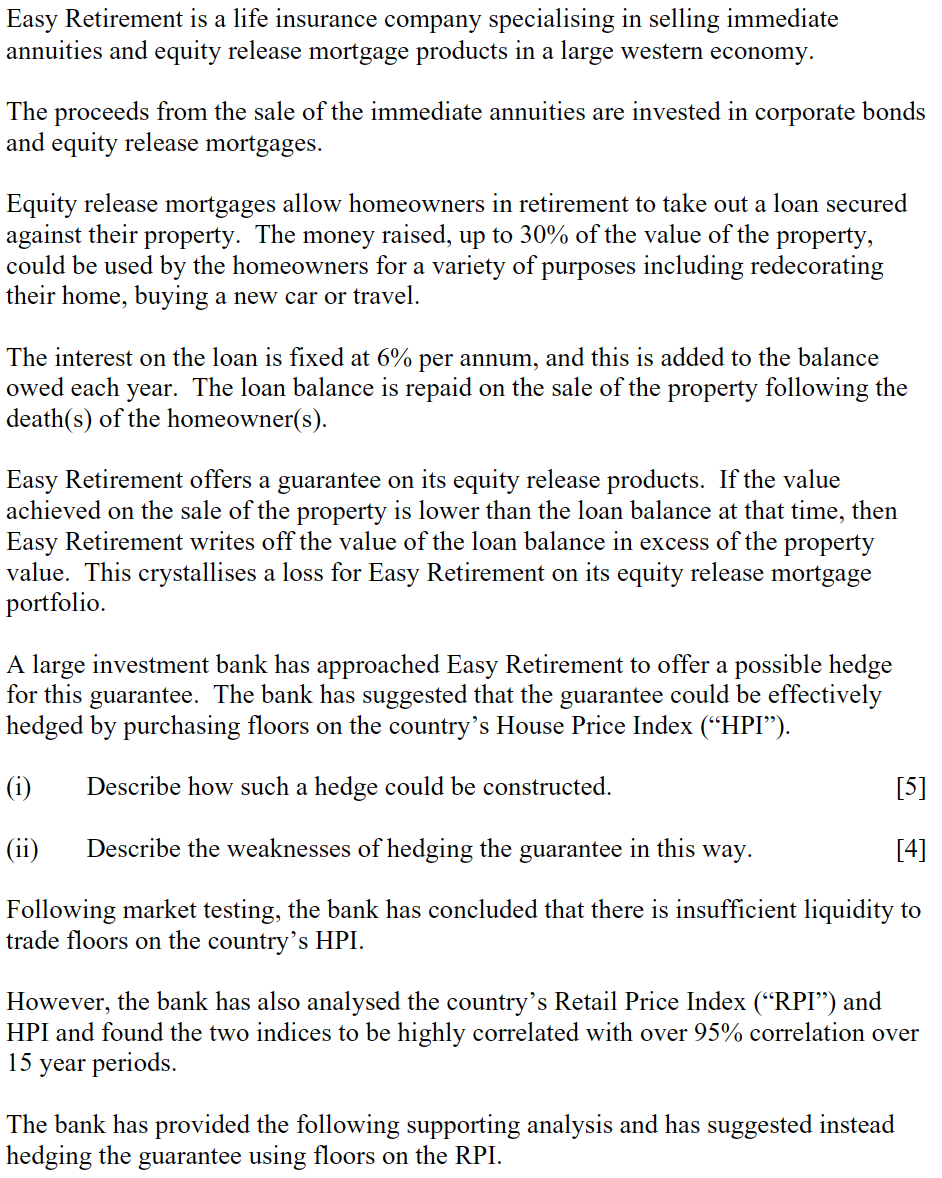 Easy Retirement is a life insurance company specialising in selling immediate
annuities and equity release mortgage products in a large western economy.
The proceeds from the sale of the immediate annuities are invested in corporate bonds
and equity release mortgages.
Equity release mortgages allow homeowners in retirement to take out a loan secured
against their property.  The money raised, up to 30% of the value of the property,
could be used by the homeowners for a variety of purposes including redecorating
their home, buying a new car or travel.
The interest on the loan is fixed at 6% per annum, and this is added to the balance
owed each year.  The loan balance is repaid on the sale of the property following the
death(s) of the homeowner(s).
Easy Retirement offers a guarantee on its equity release products.  If the value
achieved on the sale of the property is lower than the loan balance at that time, then
Easy Retirement writes off the value of the loan balance in excess of the property
value.  This crystallises a loss for Easy Retirement on its equity release mortgage
portfolio.
A large investment bank has approached Easy Retirement to offer a possible hedge
for this guarantee.  The bank has suggested that the guarantee could be effectively
hedged by purchasing floors on the country’s House Price Index (“HPI”).
(i) Describe how such a hedge could be constructed. [5]
(ii) Describe the weaknesses of hedging the guarantee in this way. [4]
Following market testing, the bank has concluded that there is insufficient liquidity to
trade floors on the country’s HPI.
However, the bank has also analysed the country’s Retail Price Index (“RPI”) and
HPI and found the two indices to be highly correlated with over 95% correlation over
15 year periods.
The bank has provided the following supporting analysis and has suggested instead
hedging the guarantee using floors on the RPI.